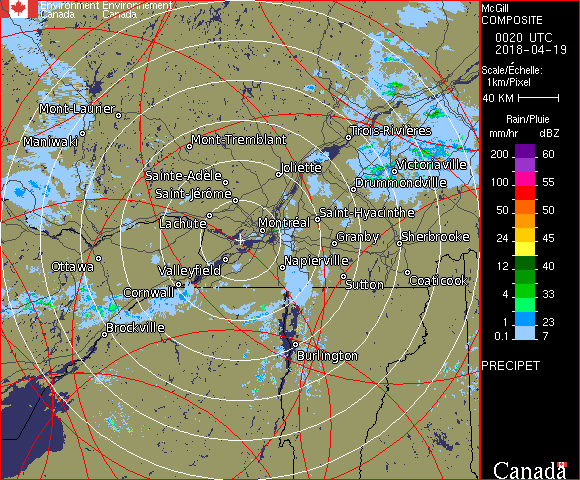 Environment Environnement
Canada Canada
McGill
COMPOSITE
0020 UTC
2018-04-19
Scale/Échelle:
1km/Pixel
40 KM
Rain/Pluie
mm/hr dBZ
200 60
100 55
50 50
24 45
12 40
4 33
1 23
0.1 7
PRECIPET
Canada
Mont-Laurier
Maniwaki
Mont-Tremblant
Trois-Rivières
Sainte-Adèle
Joliette
Victoriaville
Saint-Jérôme
Drummondville
Lachute
Montréal
Saint-Hyacinthe
Granby
Sherbrooke
Ottawa
Valleyfield
Napierville
Cornwall
Sutton
Coaticook
Brockville
Burlington